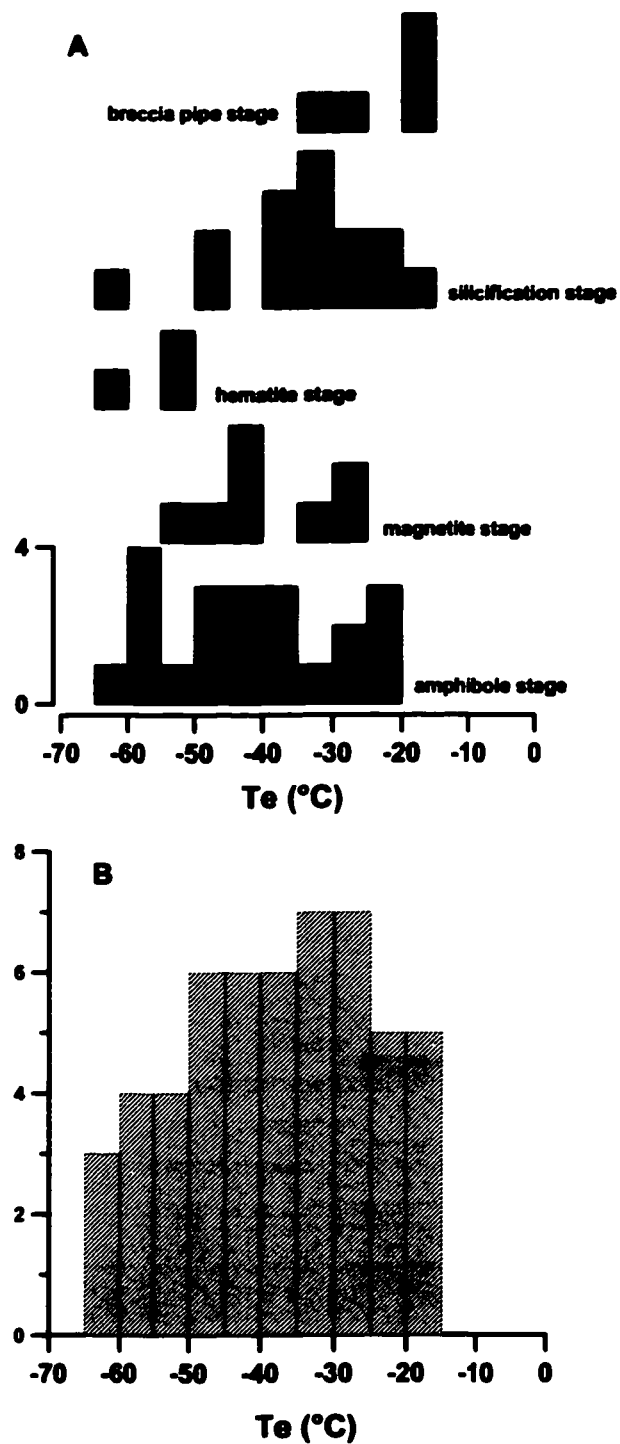 A
breccia pipe stage
silicification stage
hematite stage
magnetite stage
4
amphibole stage
0
-70 -60 -50 -40 -30 -20 -10 0
Te (°C)
8
B
6
4
2
0
-70 -60 -50 -40 -30 -20 -10 0
Te (°C)